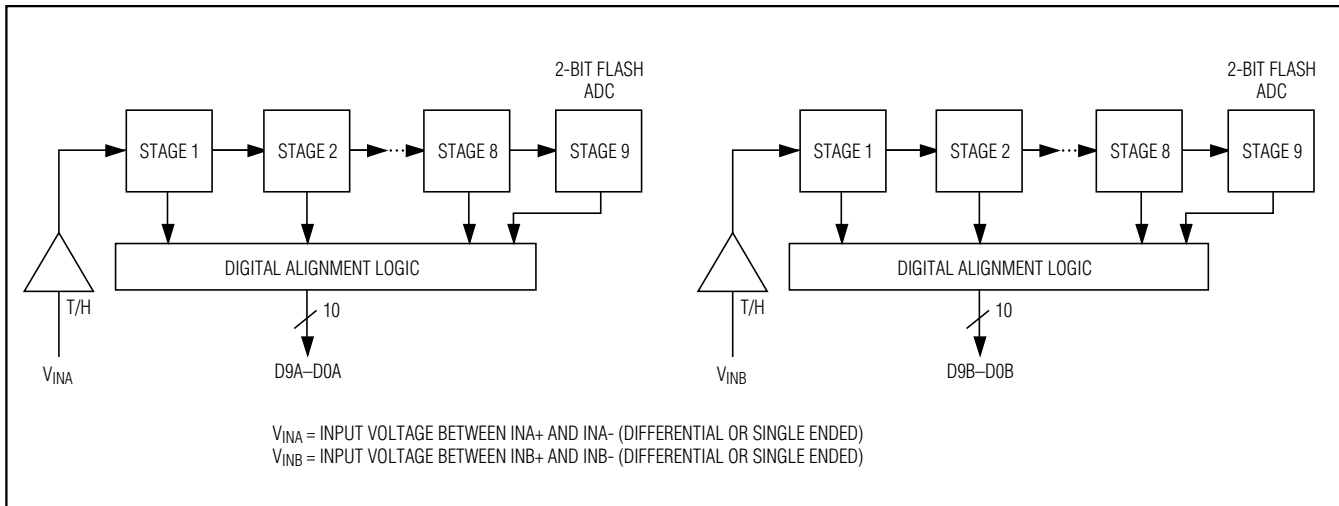 2-BIT FLASH
ADC
STAGE 1
STAGE 2
...
STAGE 8
STAGE 9
DIGITAL ALIGNMENT LOGIC
T/H
10
VINA
D9A–D0A
2-BIT FLASH
ADC
STAGE 1
STAGE 2
...
STAGE 8
STAGE 9
DIGITAL ALIGNMENT LOGIC
T/H
10
VINB
D9B–D0B
VINA = INPUT VOLTAGE BETWEEN INA+ AND INA- (DIFFERENTIAL OR SINGLE ENDED)
VINB = INPUT VOLTAGE BETWEEN INB+ AND INB- (DIFFERENTIAL OR SINGLE ENDED)